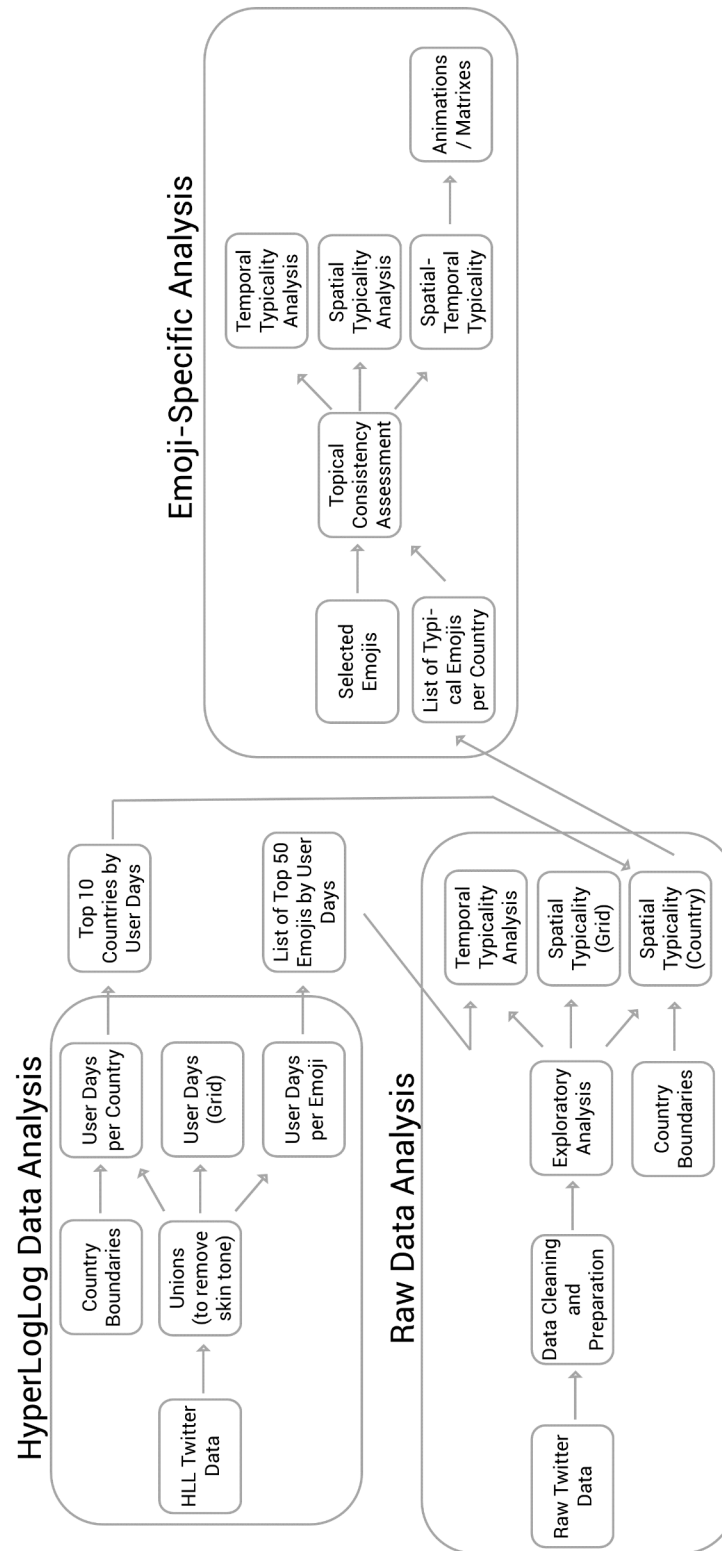 HyperLogLog Data Analysis
HLL Twitter
Data
Country
Boundaries
Unions
(to remove
skin tone)
User Days
per Country
User Days
(Grid)
User Days
per Emoji
Top 10
Countries by
User Days
List of Top 50
Emojis by User
Days
Raw Data Analysis
Raw Twitter
Data
Data Cleaning
and
Preparation
Exploratory
Analysis
Country
Boundaries
Temporal
Typicality
Analysis
Spatial
Typicality
(Grid)
Spatial
Typicality
(Country)
Emoji-Specific Analysis
Selected
Emojis
List of Typi-
cal Emojis
per Country
Topical
Consistency
Assessment
Temporal
Typicality
Analysis
Spatial
Typicality
Analysis
Spatial-
Temporal
Typicality
Animations
/ Matrixes